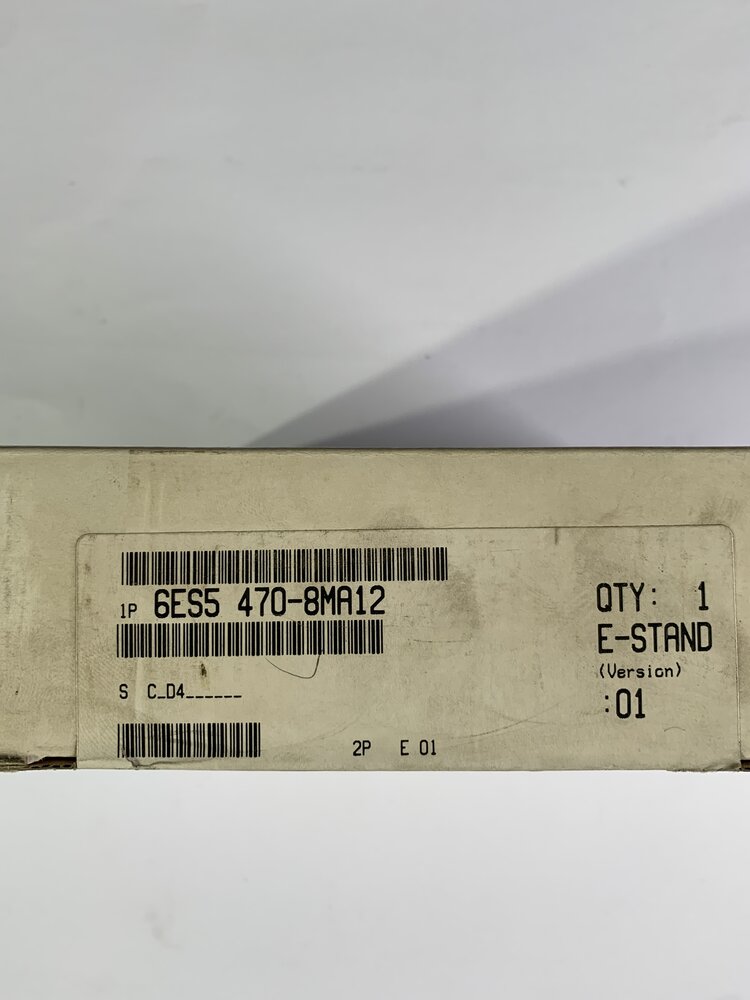 1P 6ES5 470-8MA12
S C_D4______
2P E 01
QTY: 1
E-STAND
(Version)
:01